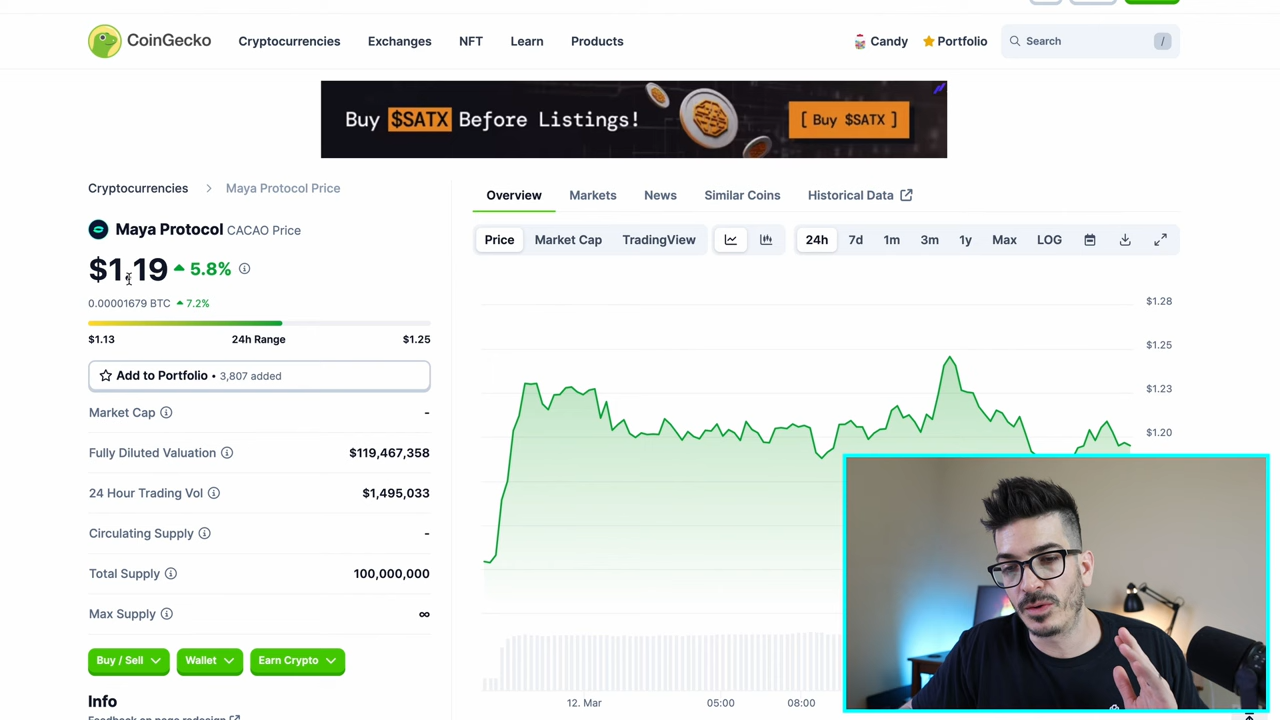 CoinGecko Cryptocurrencies Exchanges NFT Learn Products Candy Portfolio Search /
Buy $SATX Before Listings! [ Buy $SATX ]
Cryptocurrencies > Maya Protocol Price
Maya Protocol CACAO Price
$1.19 5.8%
0.00001679 BTC 7.2%
$1.13 24h Range $1.25
Add to Portfolio • 3,807 added
Market Cap -
Fully Diluted Valuation $119,467,358
24 Hour Trading Vol $1,495,033
Circulating Supply -
Total Supply 100,000,000
Max Supply ∞
Buy / Sell Wallet Earn Crypto
Info
Feedback on page redesign
Overview Markets News Similar Coins Historical Data
Price Market Cap TradingView 24h 7d 1m 3m 1y Max LOG
$1.28
$1.25
$1.23
$1.20
12. Mar 05:00 08:00